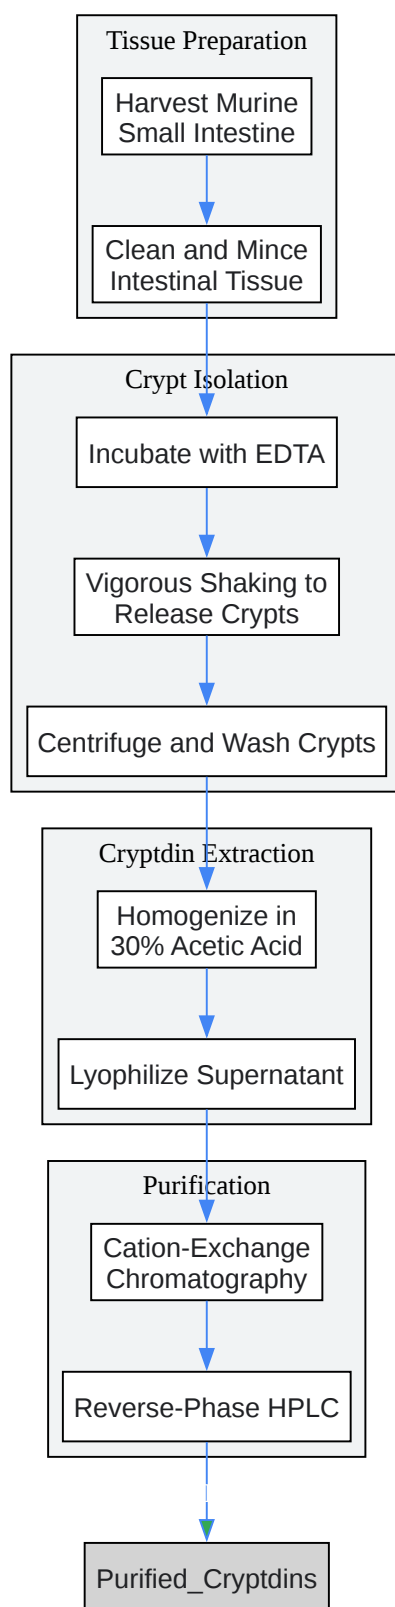 Tissue Preparation
Harvest Murine
Small Intestine
Clean and Mince
Intestinal Tissue
Crypt Isolation
Incubate with EDTA
Vigorous Shaking to
Release Crypts
Centrifuge and Wash Crypts
Cryptdin Extraction
Homogenize in
30% Acetic Acid
Lyophilize Supernatant
Purification
Cation-Exchange
Chromatography
Reverse-Phase HPLC
Purified_Cryptdins